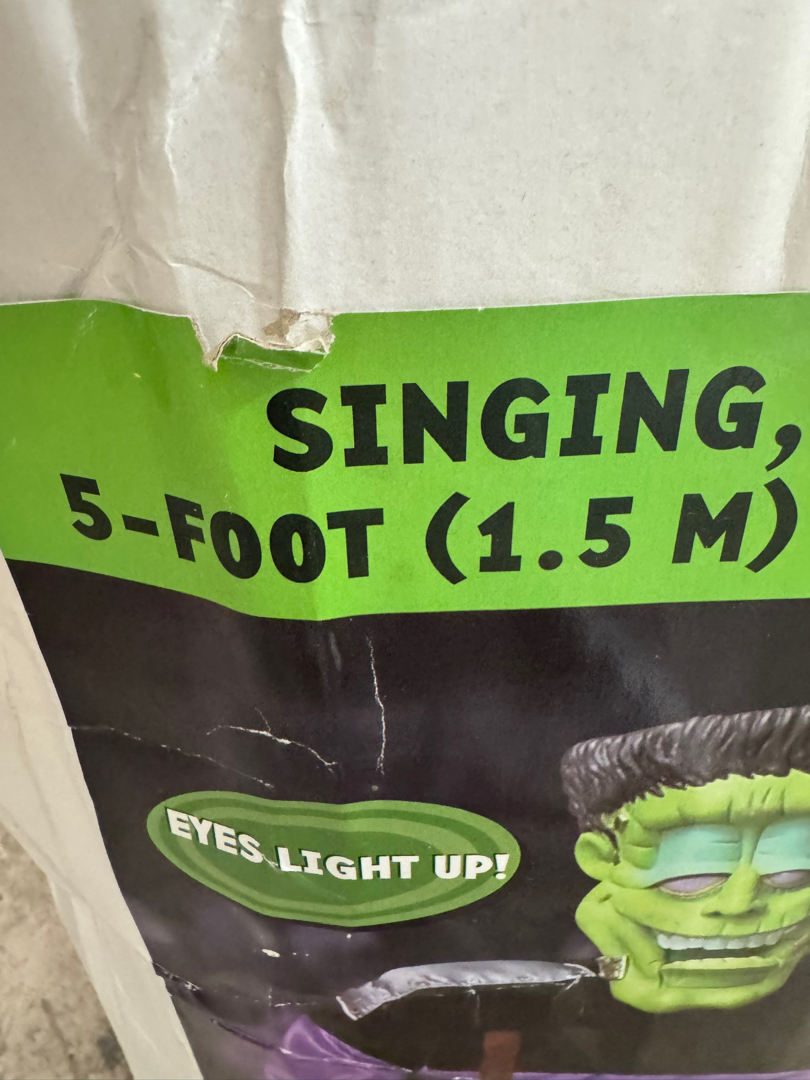 SINGING,
5-FOOT (1.5 M)
EYES LIGHT UP!